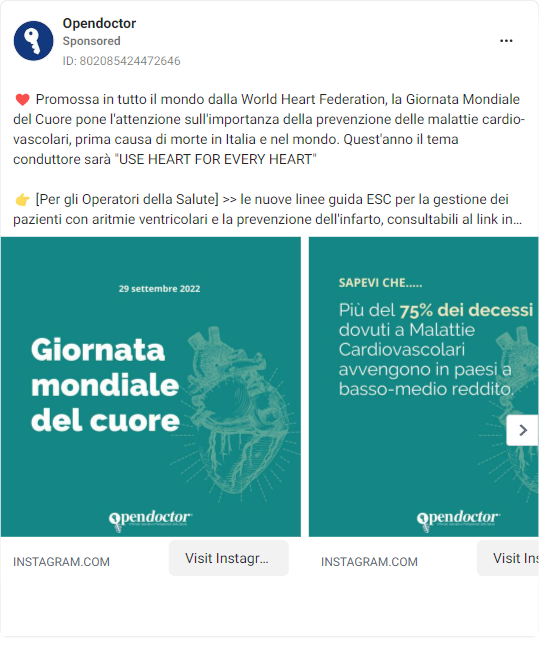 Opendoctor
Sponsored
ID: 802085424472646
❤️ Promossa in tutto il mondo dalla World Heart Federation, la Giornata Mondiale
del Cuore pone l'attenzione sull'importanza della prevenzione delle malattie cardio-
vascolari, prima causa di morte in Italia e nel mondo. Quest'anno il tema
conduttore sarà "USE HEART FOR EVERY HEART"
👉 [Per gli Operatori della Salute] >> le nuove linee guida ESC per la gestione dei
pazienti con aritmie ventricolari e la prevenzione dell'infarto, consultabili al link in...
29 settembre 2022
Giornata
mondiale
del cuore
Opendoctor
INSTAGRAM.COM
Visit Instagr...
SAPEVI CHE.....
Più del 75% dei decessi
dovuti a Malattie
Cardiovascolari
avvengono in paesi a
basso-medio reddito.
Opendoctor
INSTAGRAM.COM
Visit Ins